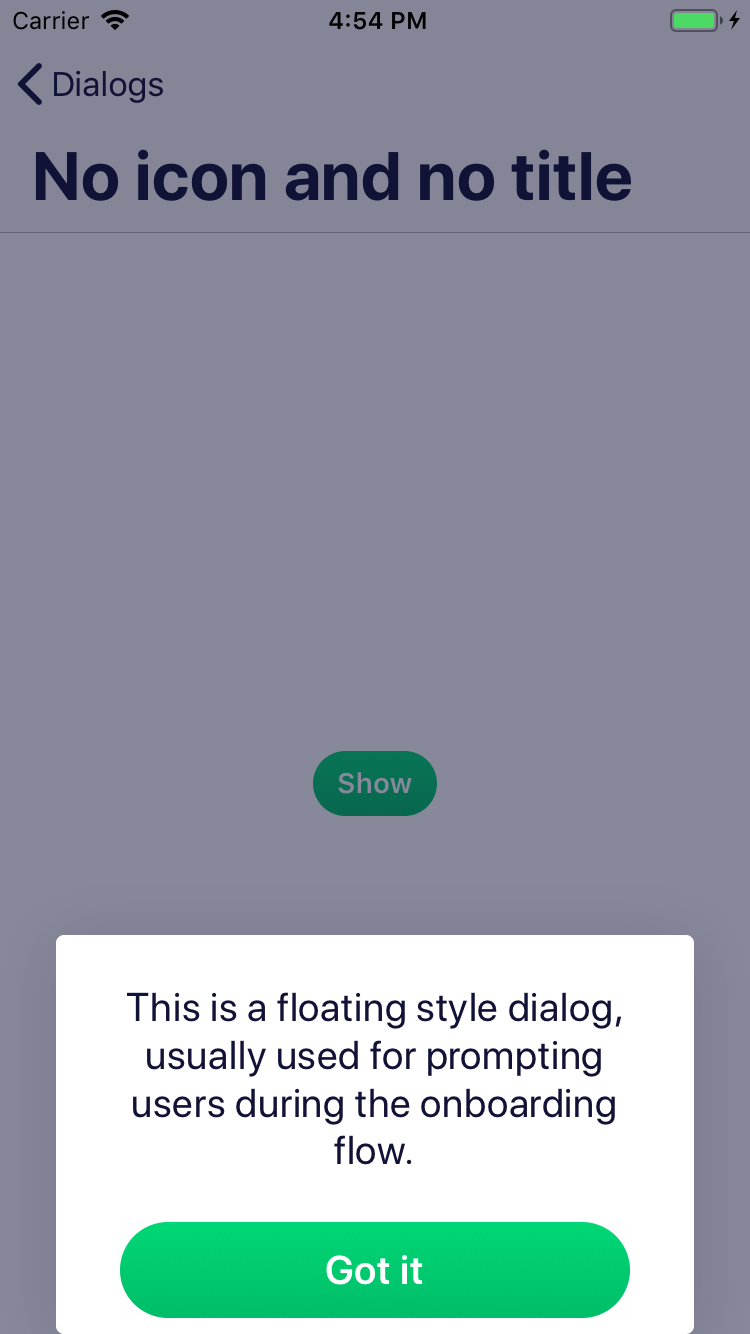 Carrier 4:54 PM
Dialogs
No icon and no title
Show
This is a floating style dialog,
usually used for prompting
users during the onboarding
flow.
Got it